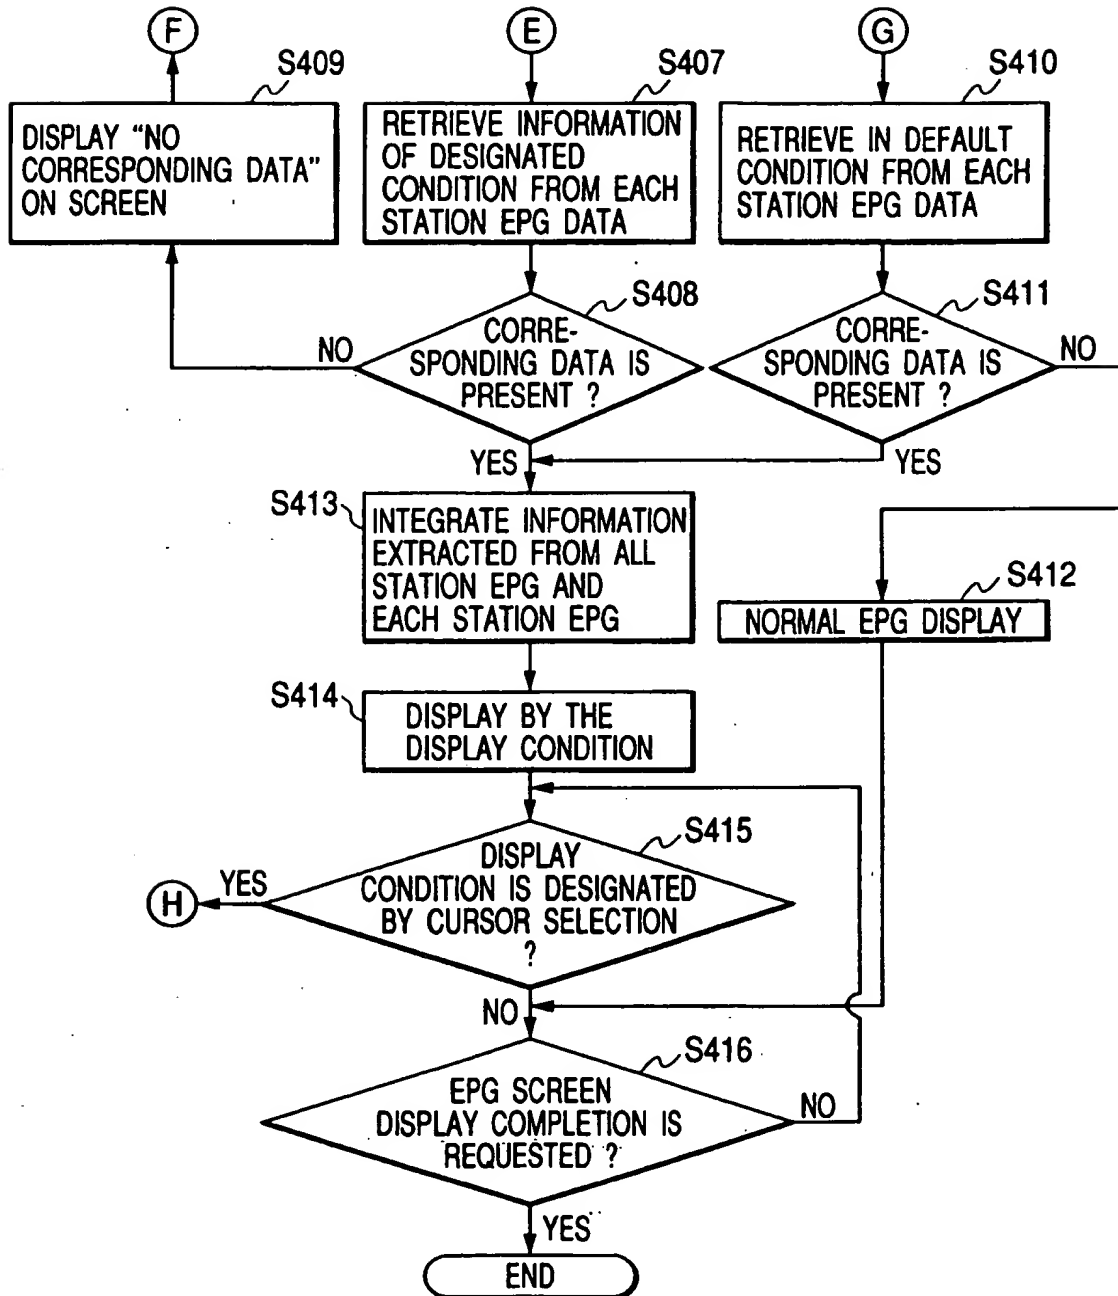 F
E
G
S409
S407
S410
DISPLAY "NO
CORRESPONDING DATA"
ON SCREEN
RETRIEVE INFORMATION
OF DESIGNATED
CONDITION FROM EACH
STATION EPG DATA
RETRIEVE IN DEFAULT
CONDITION FROM EACH
STATION EPG DATA
S408
S411
NO
CORRE-
SPONDING DATA IS
PRESENT ?
CORRE-
SPONDING DATA IS
PRESENT ?
NO
YES
YES
S413
INTEGRATE INFORMATION
EXTRACTED FROM ALL
STATION EPG AND
EACH STATION EPG
S412
NORMAL EPG DISPLAY
S414
DISPLAY BY THE
DISPLAY CONDITION
S415
H
YES
DISPLAY
CONDITION IS DESIGNATED
BY CURSOR SELECTION
?
NO
S416
EPG SCREEN
DISPLAY COMPLETION IS
REQUESTED ?
NO
YES
END